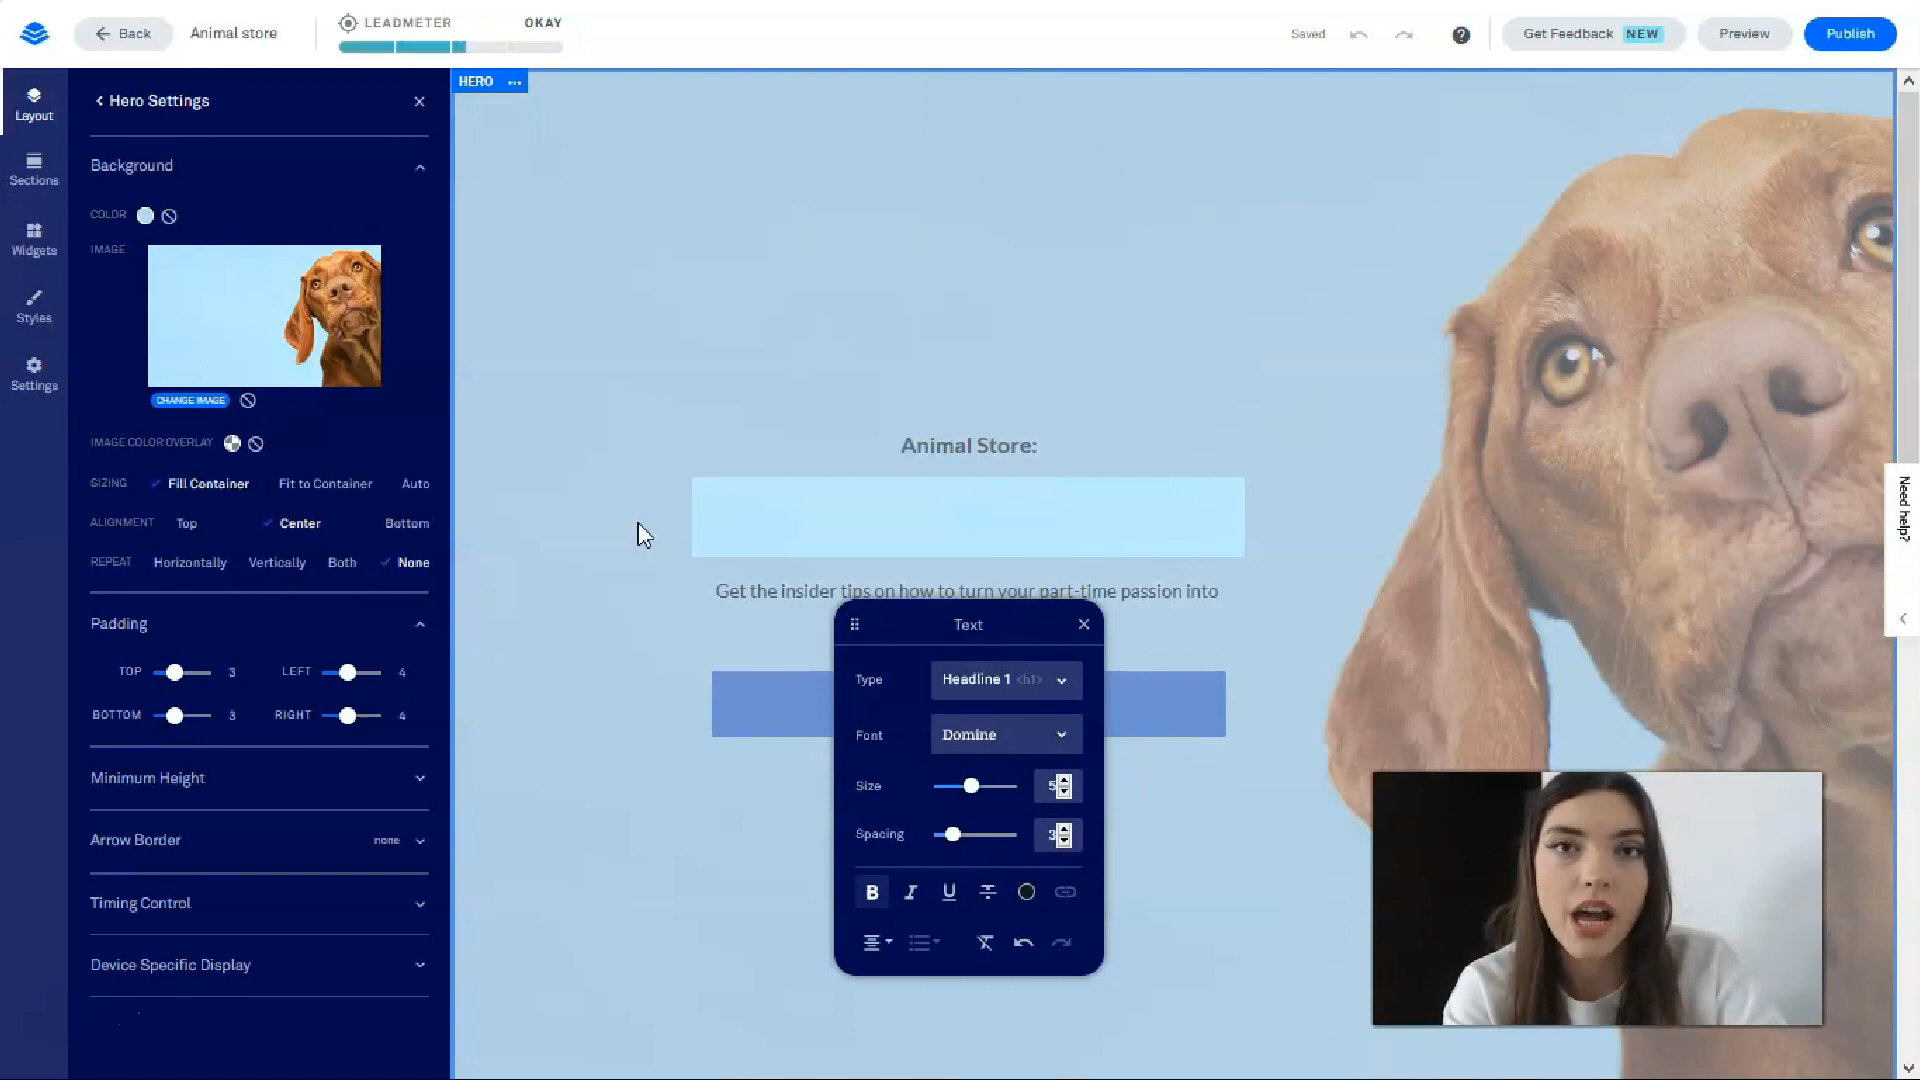 Back
Animal store
LEADMETER
OKAY
Saved
Get Feedback NEW
Preview
Publish
Layout
Sections
Widgets
Styles
Settings
Hero Settings
Background
COLOR
IMAGE
CHANGE IMAGE
IMAGE COLOR OVERLAY
SIZING Fill Container Fit to Container Auto
ALIGNMENT Top Center Bottom
REPEAT Horizontally Vertically Both None
Padding
TOP 3 LEFT 4
BOTTOM 3 RIGHT 4
Minimum Height
Arrow Border none
Timing Control
Device Specific Display
HERO
Animal Store:
Get the insider tips on how to turn your part-time passion into
Text
Type Headline 1 <h1>
Font Domine
Size 5
Spacing 3
B I U T
Need help?